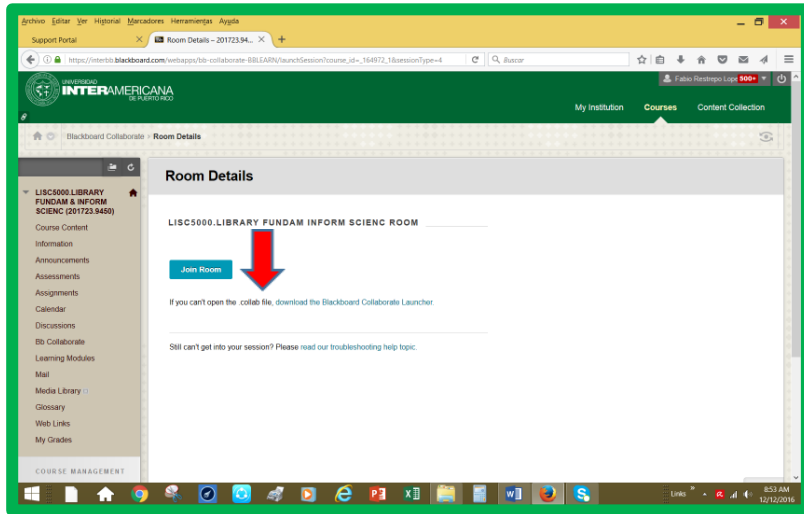 Archivo Editar Ver Historial Marcadores Herramientas Ayuda
Support Portal
Room Details – 201723.94...
https://interbb.blackboard.com/webapps/bb-collaborate-BBLEARN/launchSession?course_id=_164972_1&sessionType=4
Buscar
UNIVERSIDAD
INTERAMERICANA
DE PUERTO RICO
Fabio Restrepo Lope 500+
My Institution Courses Content Collection
Blackboard Collaborate > Room Details
Room Details
LISC5000.LIBRARY
FUNDAM & INFORM
SCIENC (201723.9450)
Course Content
Information
Announcements
Assessments
Assignments
Calendar
Discussions
Bb Collaborate
Learning Modules
Mail
Media Library
Glossary
Web Links
My Grades
COURSE MANAGEMENT
LISC5000.LIBRARY FUNDAM INFORM SCIENC ROOM
Join Room
If you can't open the .collab file, download the Blackboard Collaborate Launcher.
Still can't get into your session? Please read our troubleshooting help topic.
Links
8:53 AM
12/12/2016